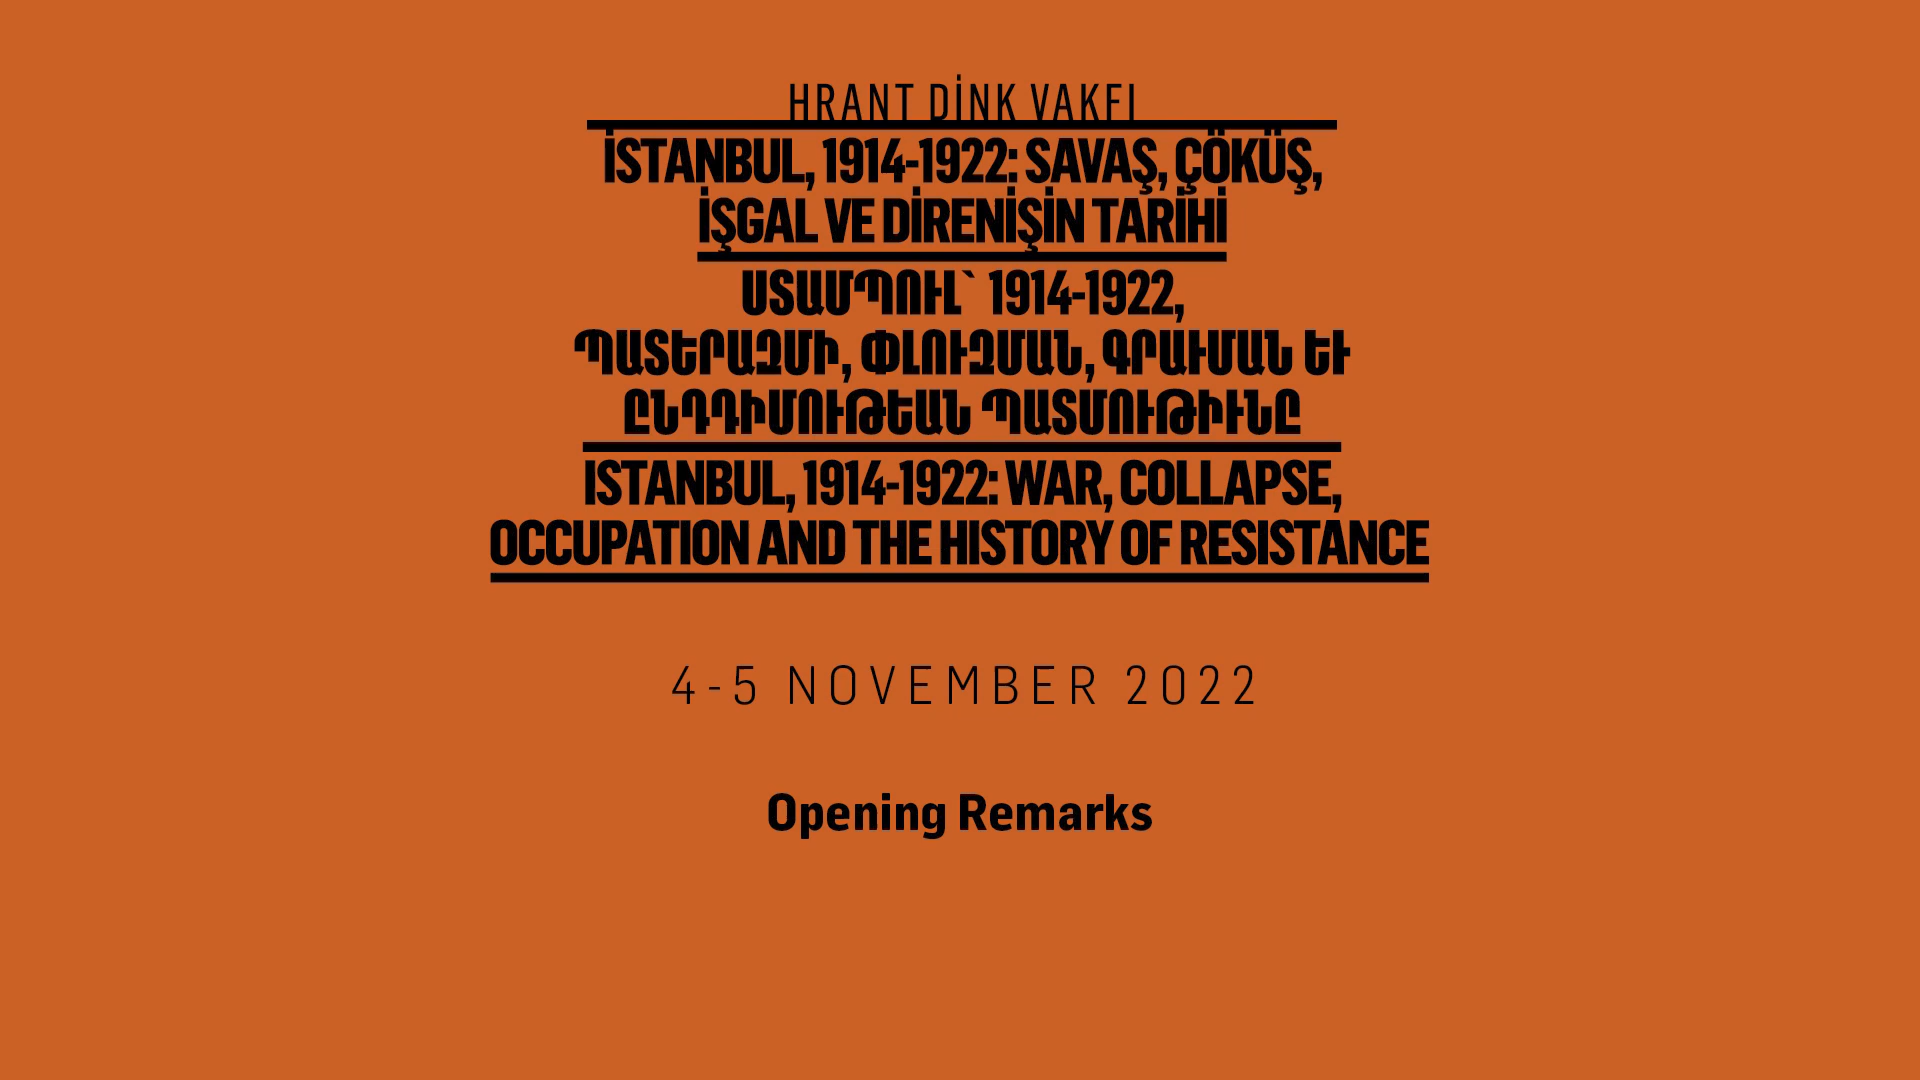 HRANT DİNK VAKFI
İSTANBUL, 1914-1922: SAVAŞ, ÇÖKÜŞ,
İŞGAL VE DİRENİŞİN TARİHİ
ՍՏԱՄՊՈՒԼ՝ 1914-1922,
ՊԱՏԵՐԱԶՄԻ, ՓԼՈՒԶՄԱՆ, ԳՐԱՒՄԱՆ ԵՒ
ԸՆԴԴԻՄՈՒԹԵԱՆ ՊԱՏՄՈՒԹԻՒՆԸ
ISTANBUL, 1914-1922: WAR, COLLAPSE,
OCCUPATION AND THE HISTORY OF RESISTANCE
4-5 NOVEMBER 2022
Opening Remarks